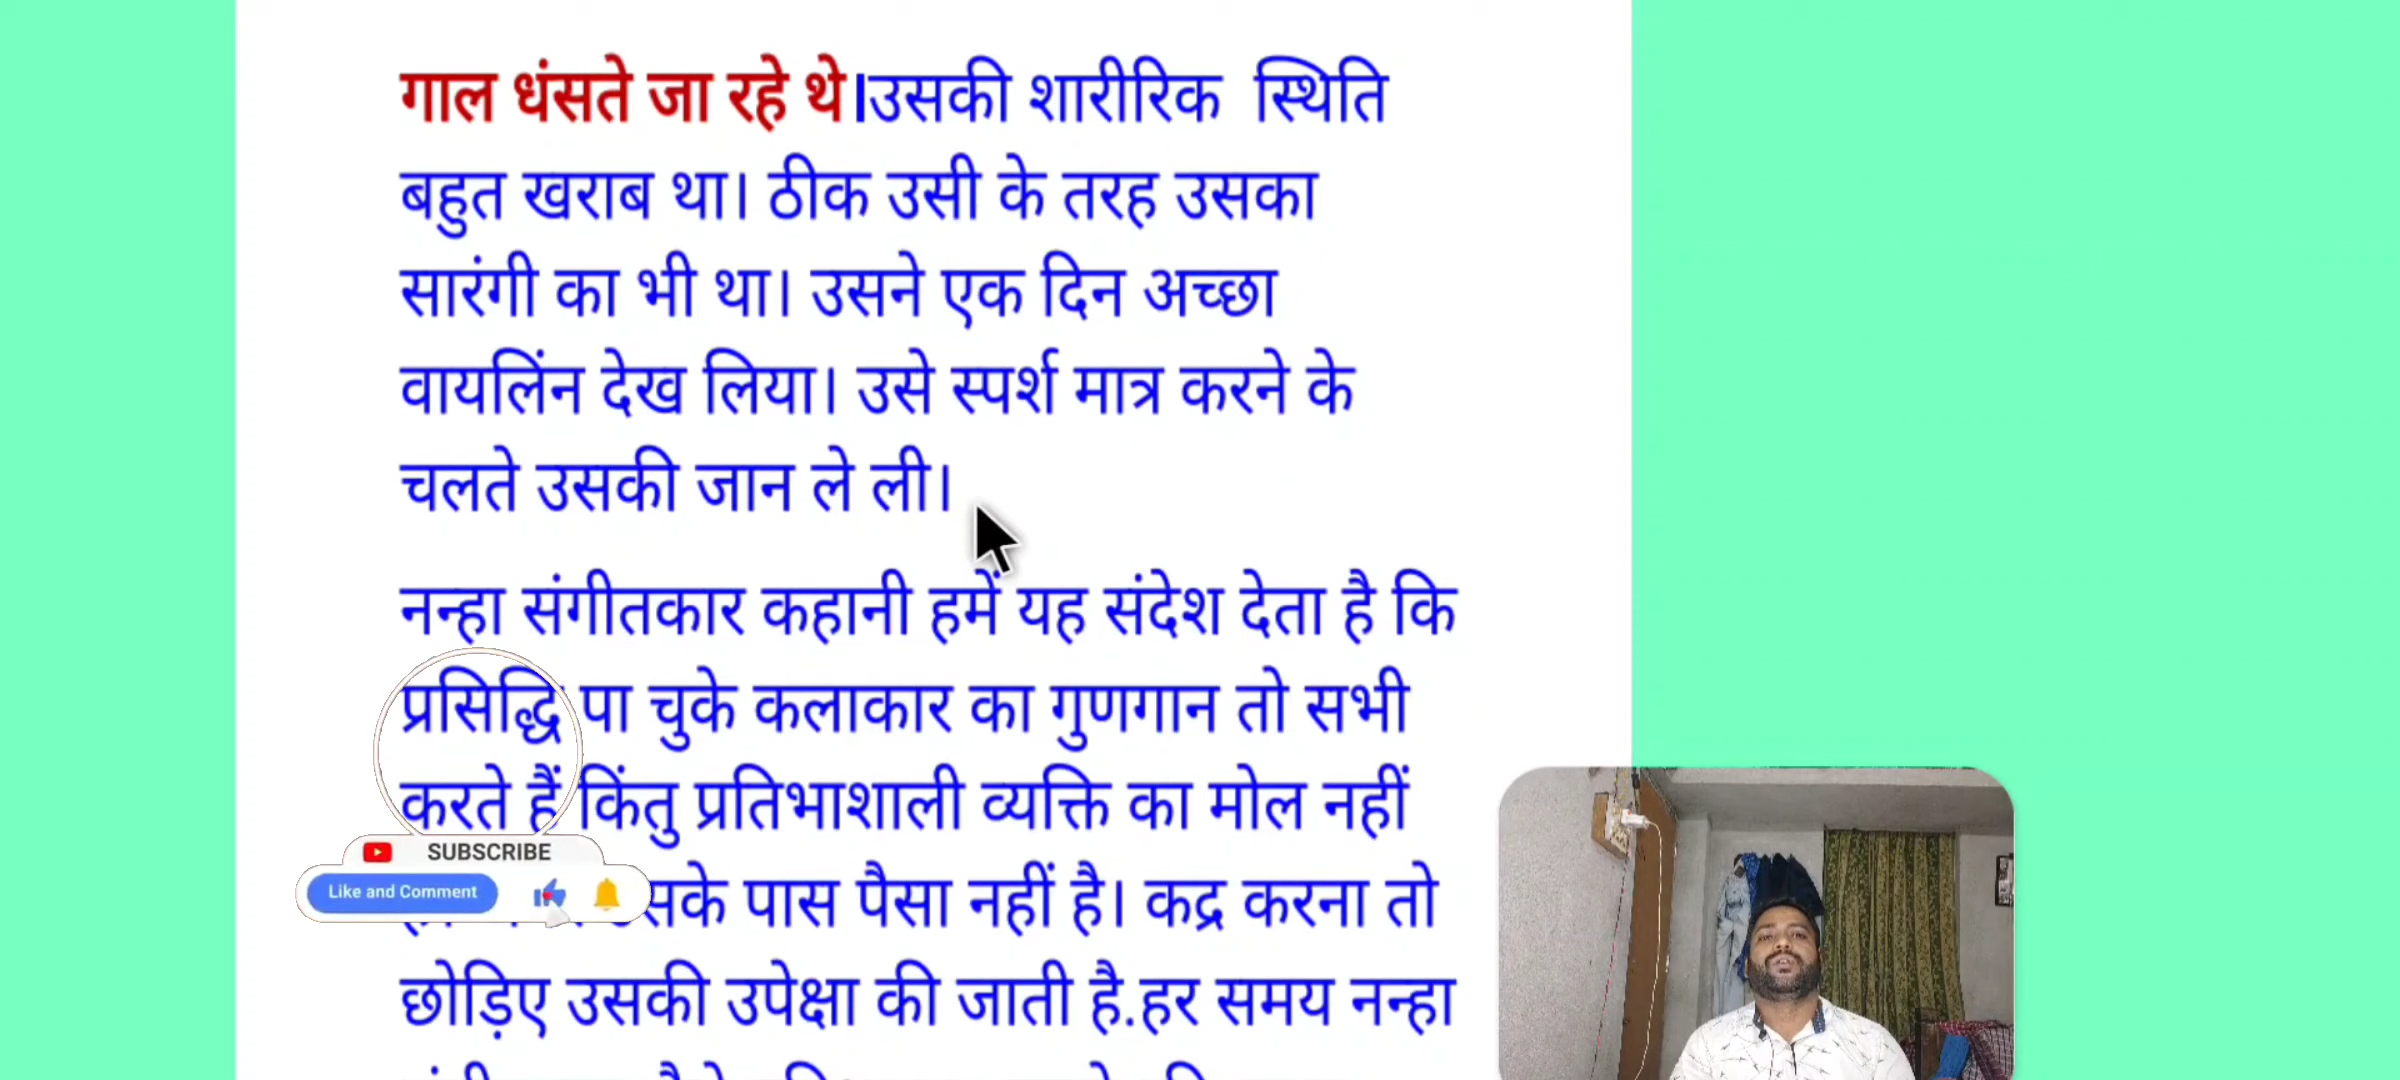 गाल धंसते जा रहे थे।उसकी शारीरिक स्थिति
बहुत खराब था। ठीक उसी के तरह उसका
सारंगी का भी था। उसने एक दिन अच्छा
वायलिंन देख लिया। उसे स्पर्श मात्र करने के
चलते उसकी जान ले ली।
नन्हा संगीतकार कहानी हमें यह संदेश देता है कि
प्रसिद्धि पा चुके कलाकार का गुणगान तो सभी
करते हैं किंतु प्रतिभाशाली व्यक्ति का मोल नहीं
SUBSCRIBE
Like and Comment
पास पैसा नहीं है। कद्र करना तो
छोड़िए उसकी उपेक्षा की जाती है.हर समय नन्हा